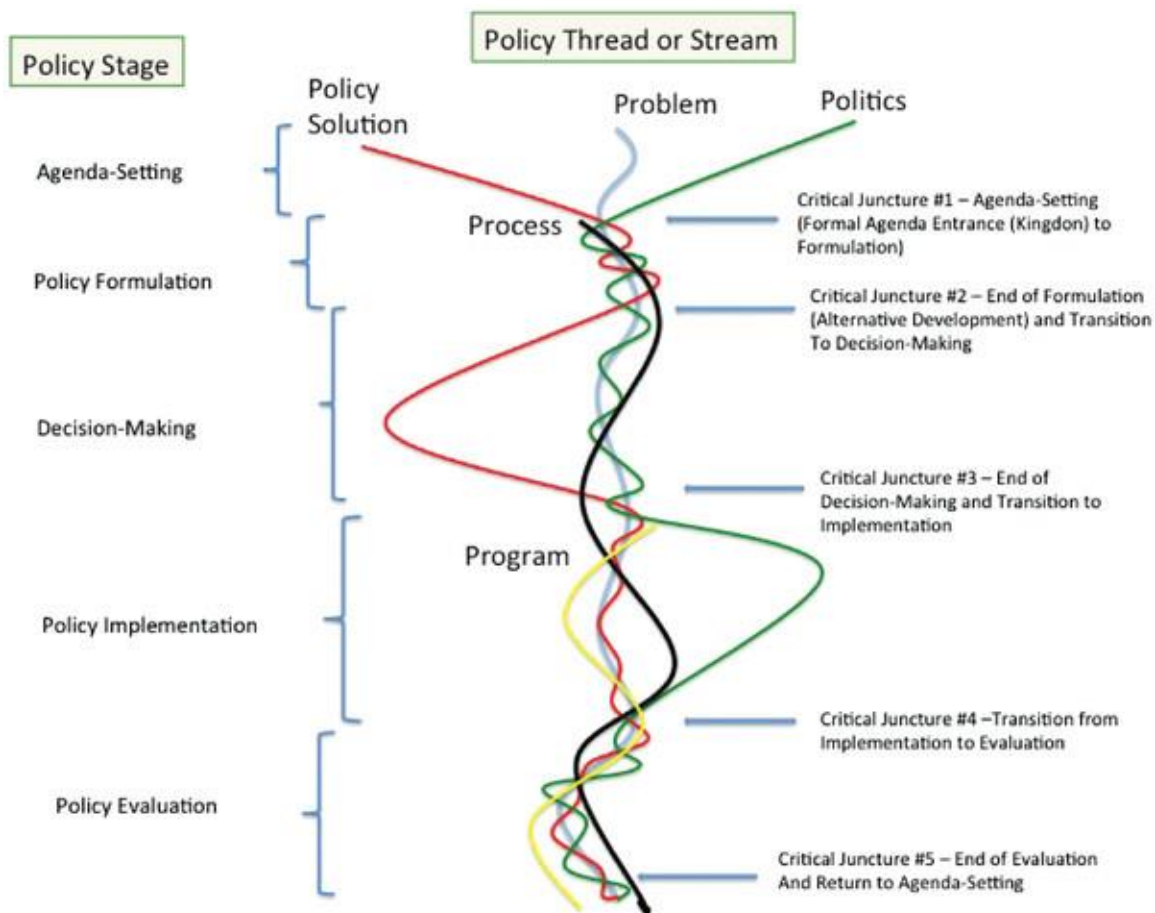 Policy Thread or Stream
Policy Stage
Policy
Solution
Problem
Politics
Agenda-Setting
Critical Juncture #1 – Agenda-Setting
(Formal Agenda Entrance (Kingdon) to
Formulation)
Process
Policy Formulation
Critical Juncture #2 – End of Formulation
(Alternative Development) and Transition
To Decision-Making
Decision-Making
Critical Juncture #3 – End of
Decision-Making and Transition to
Implementation
Program
Policy Implementation
Critical Juncture #4 –Transition from
Implementation to Evaluation
Policy Evaluation
Critical Juncture #5 – End of Evaluation
And Return to Agenda-Setting